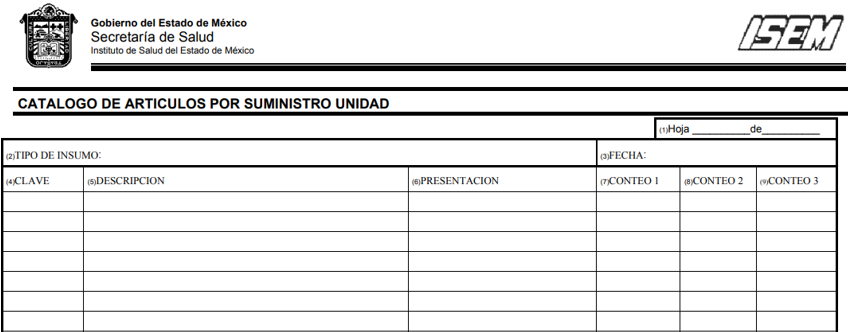 Gobierno del Estado de México
Secretaría de Salud
Instituto de Salud del Estado de México
ISEM
CATALOGO DE ARTICULOS POR SUMINISTRO UNIDAD
(1)Hoja __________de__________
(2)TIPO DE INSUMO: (3)FECHA:
(4)CLAVE (5)DESCRIPCION (6)PRESENTACION (7)CONTEO 1 (8)CONTEO 2 (9)CONTEO 3